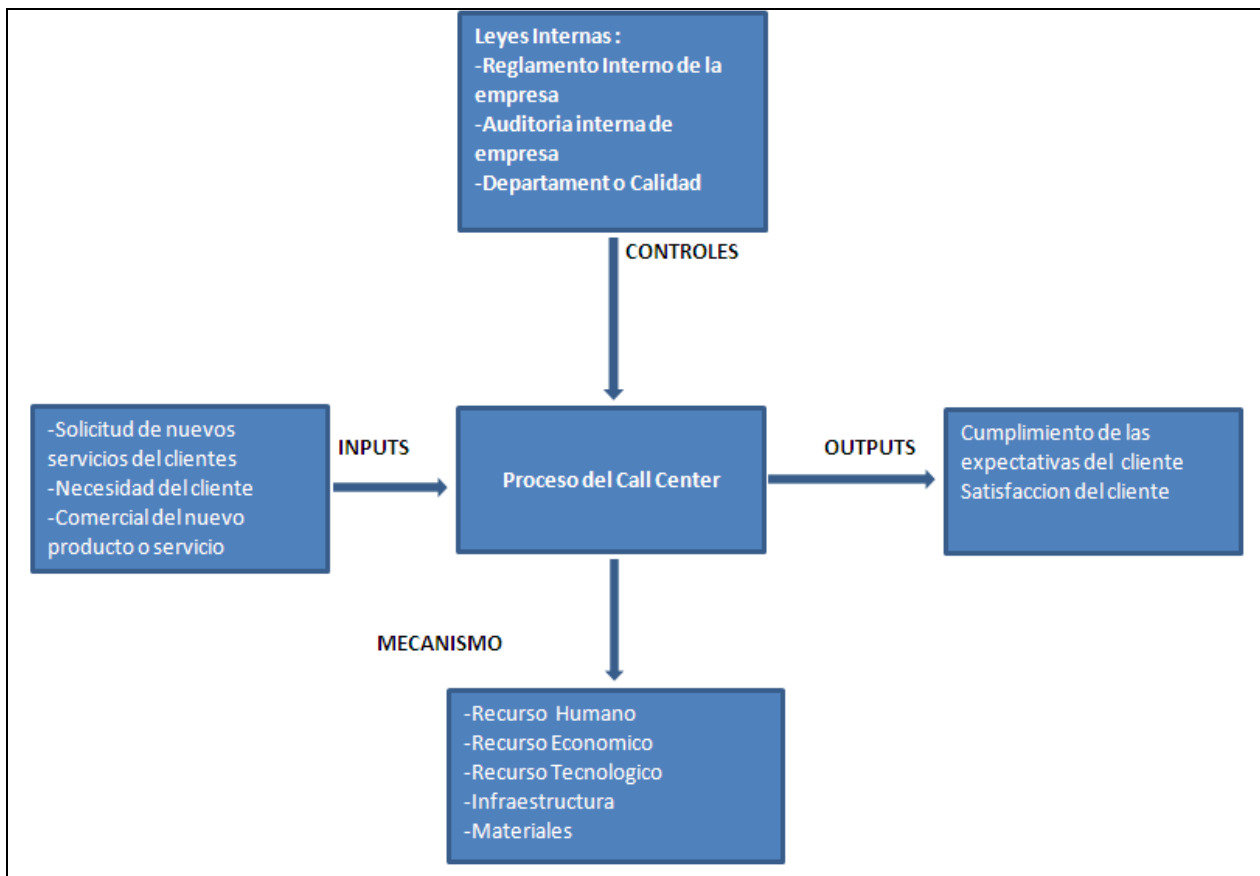 Leyes Internas :
-Reglamento Interno de la
empresa
-Auditoria interna de
empresa
-Departament o Calidad
CONTROLES
-Solicitud de nuevos
servicios del clientes
-Necesidad del cliente
-Comercial del nuevo
producto o servicio
INPUTS
Proceso del Call Center
OUTPUTS
Cumplimiento de las
expectativas del cliente
Satisfaccion del cliente
MECANISMO
-Recurso Humano
-Recurso Economico
-Recurso Tecnologico
-Infraestructura
-Materiales